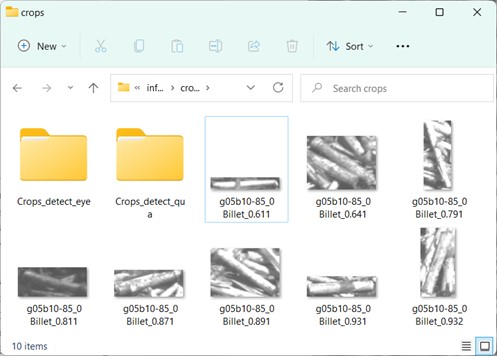 crops
New
Sort
inf...
cro...
Search crops
Crops_detect_eye
Crops_detect_qu
a
g05b10-85_0
Billet_0.611
g05b10-85_0
Billet_0.641
g05b10-85_0
Billet_0.791
g05b10-85_0
Billet_0.811
g05b10-85_0
Billet_0.871
g05b10-85_0
Billet_0.891
g05b10-85_0
Billet_0.931
g05b10-85_0
Billet_0.932
10 items